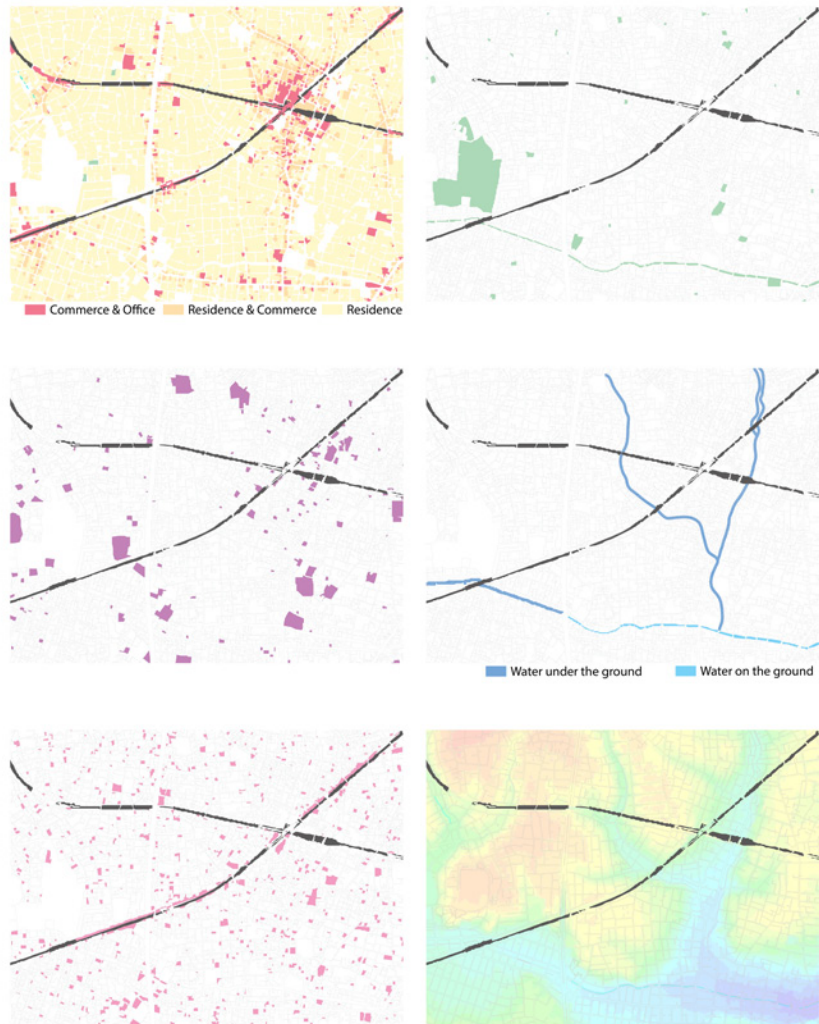 Commerce & Office Residence & Commerce Residence
Water under the ground Water on the ground